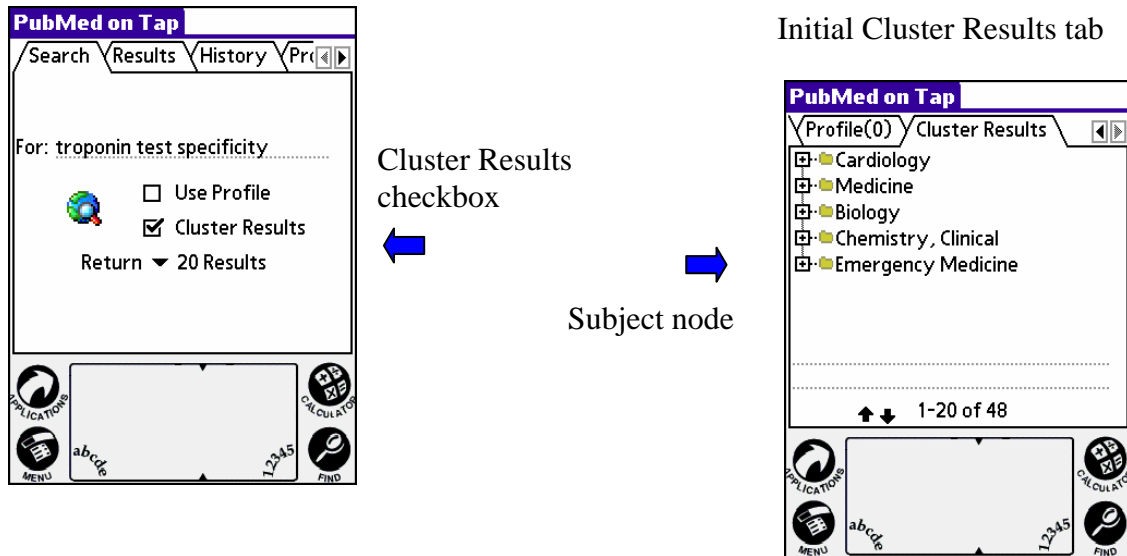 PubMed on Tap
Search Results History Pr
For: troponin test specificity
Use Profile
Cluster Results
Return 20 Results
APPLICATIONS
CALCULATOR
MENU
abcde
12345
FIND
Cluster Results
checkbox
Subject node
Initial Cluster Results tab
PubMed on Tap
Profile(0) Cluster Results
Cardiology
Medicine
Biology
Chemistry, Clinical
Emergency Medicine
1-20 of 48
APPLICATIONS
CALCULATOR
MENU
abcde
12345
FIND